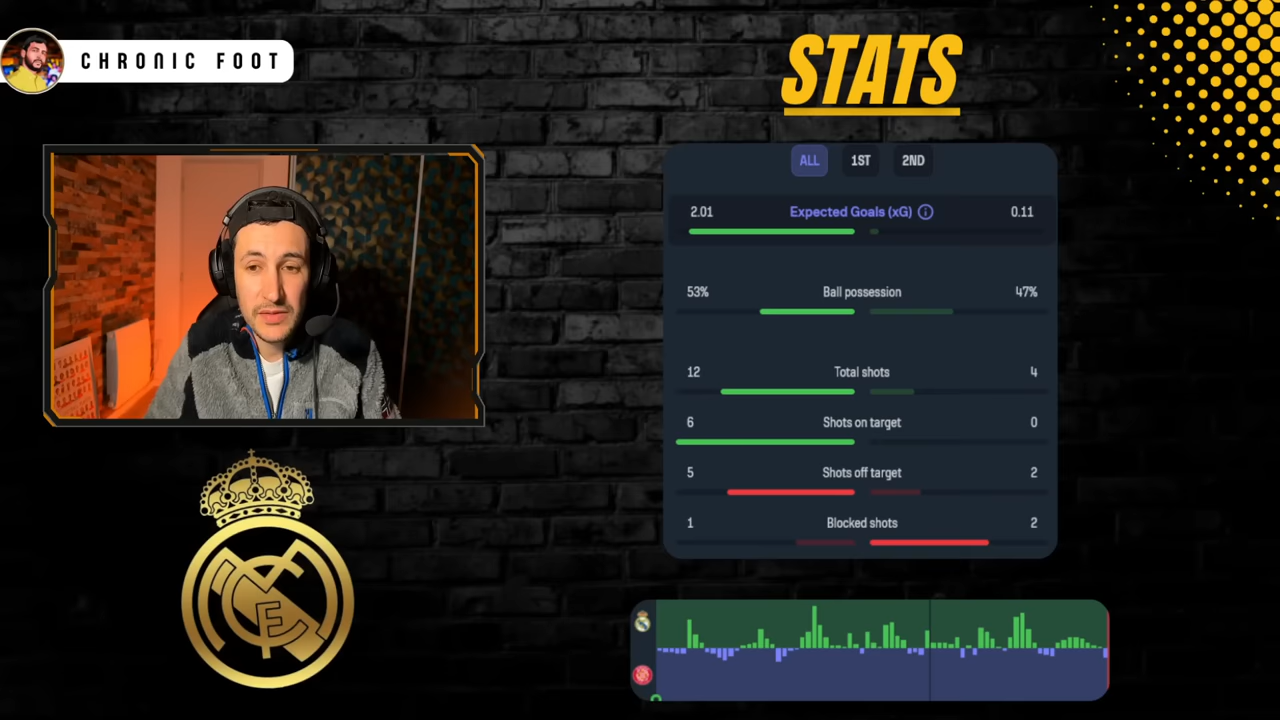 CHRONIC FOOT
STATS
ALL 1ST 2ND
2.01 Expected Goals (xG) 0.11
53% Ball possession 47%
12 Total shots 4
6 Shots on target 0
5 Shots off target 2
1 Blocked shots 2